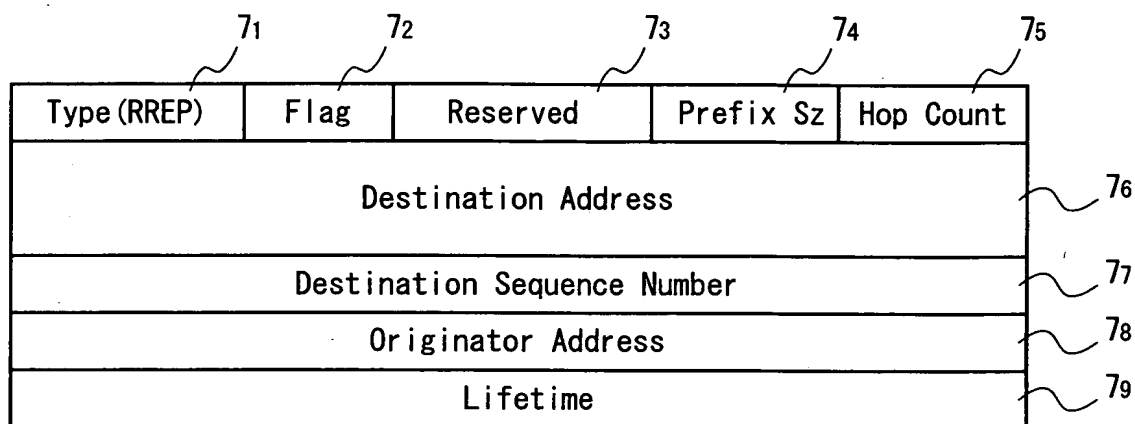 71 72 73 74 75
Type(RREP) Flag Reserved Prefix Sz Hop Count
Destination Address 76
Destination Sequence Number 77
Originator Address 78
Lifetime 79